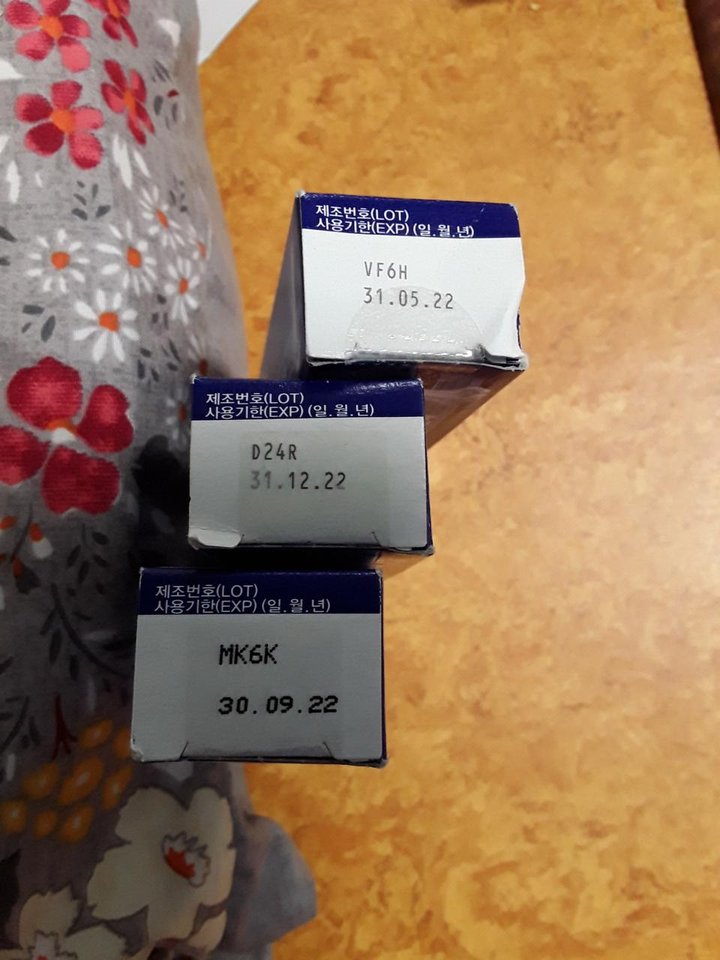 제조번호(LOT)
사용기한(EXP) (일.월.년)
VF6H
31.05.22
제조번호(LOT)
사용기한(EXP) (일.월.년)
D24R
31.12.22
제조번호(LOT)
사용기한(EXP) (일.월.년)
MK6K
30.09.22